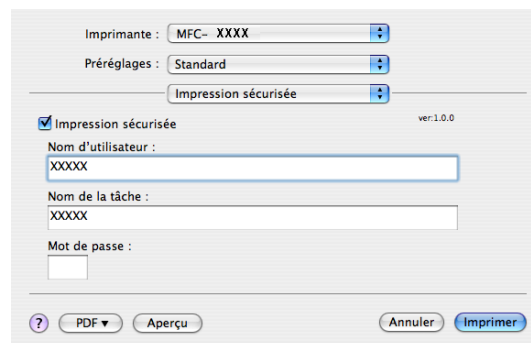 Imprimante : MFC- XXXX
Préréglages : Standard
Impression sécurisée
Impression sécurisée ver:1.0.0
Nom d'utilisateur :
XXXXX
Nom de la tâche :
XXXXX
Mot de passe :
? PDF▼ Aperçu Annuler Imprimer